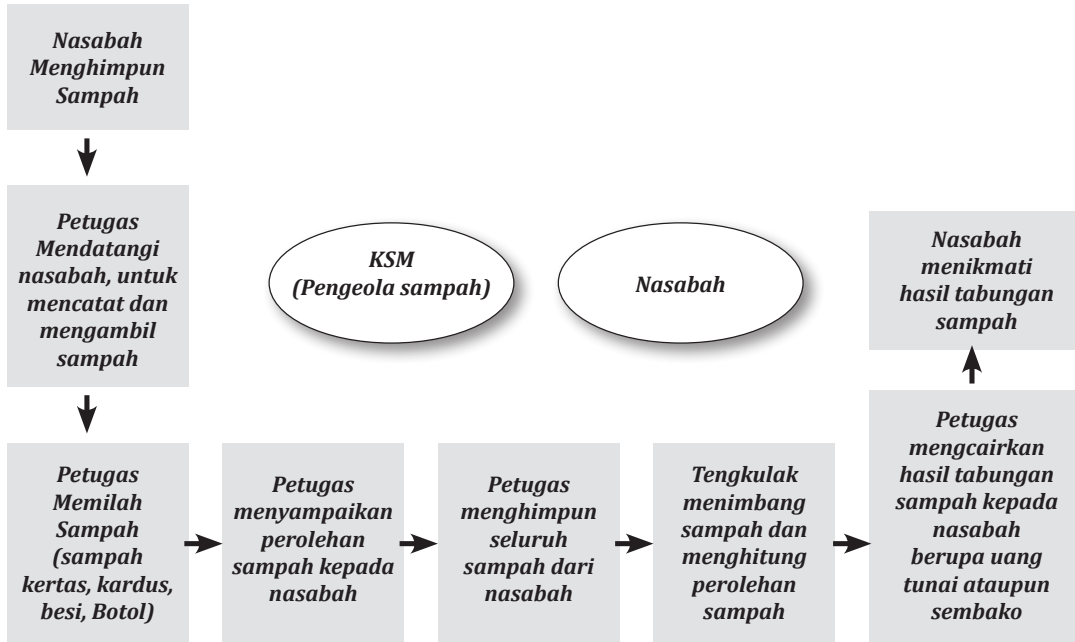 Nasabah
Menghimpun
Sampah
Petugas
Mendatangi
nasabah, untuk
mencatat dan
mengambil
sampah
KSM
(Pengeola sampah)
Nasabah
Nasabah
menikmati
hasil tabungan
sampah
Petugas
Memilah
Sampah
(sampah
kertas, kardus,
besi, Botol)
Petugas
menyampaikan
perolehan
sampah kepada
nasabah
Petugas
menghimpun
seluruh
sampah dari
nasabah
Tengkulak
menimbang
sampah dan
menghitung
perolehan
sampah
Petugas
mengcairkan
hasil tabungan
sampah kepada
nasabah
berupa uang
tunai ataupun
sembako